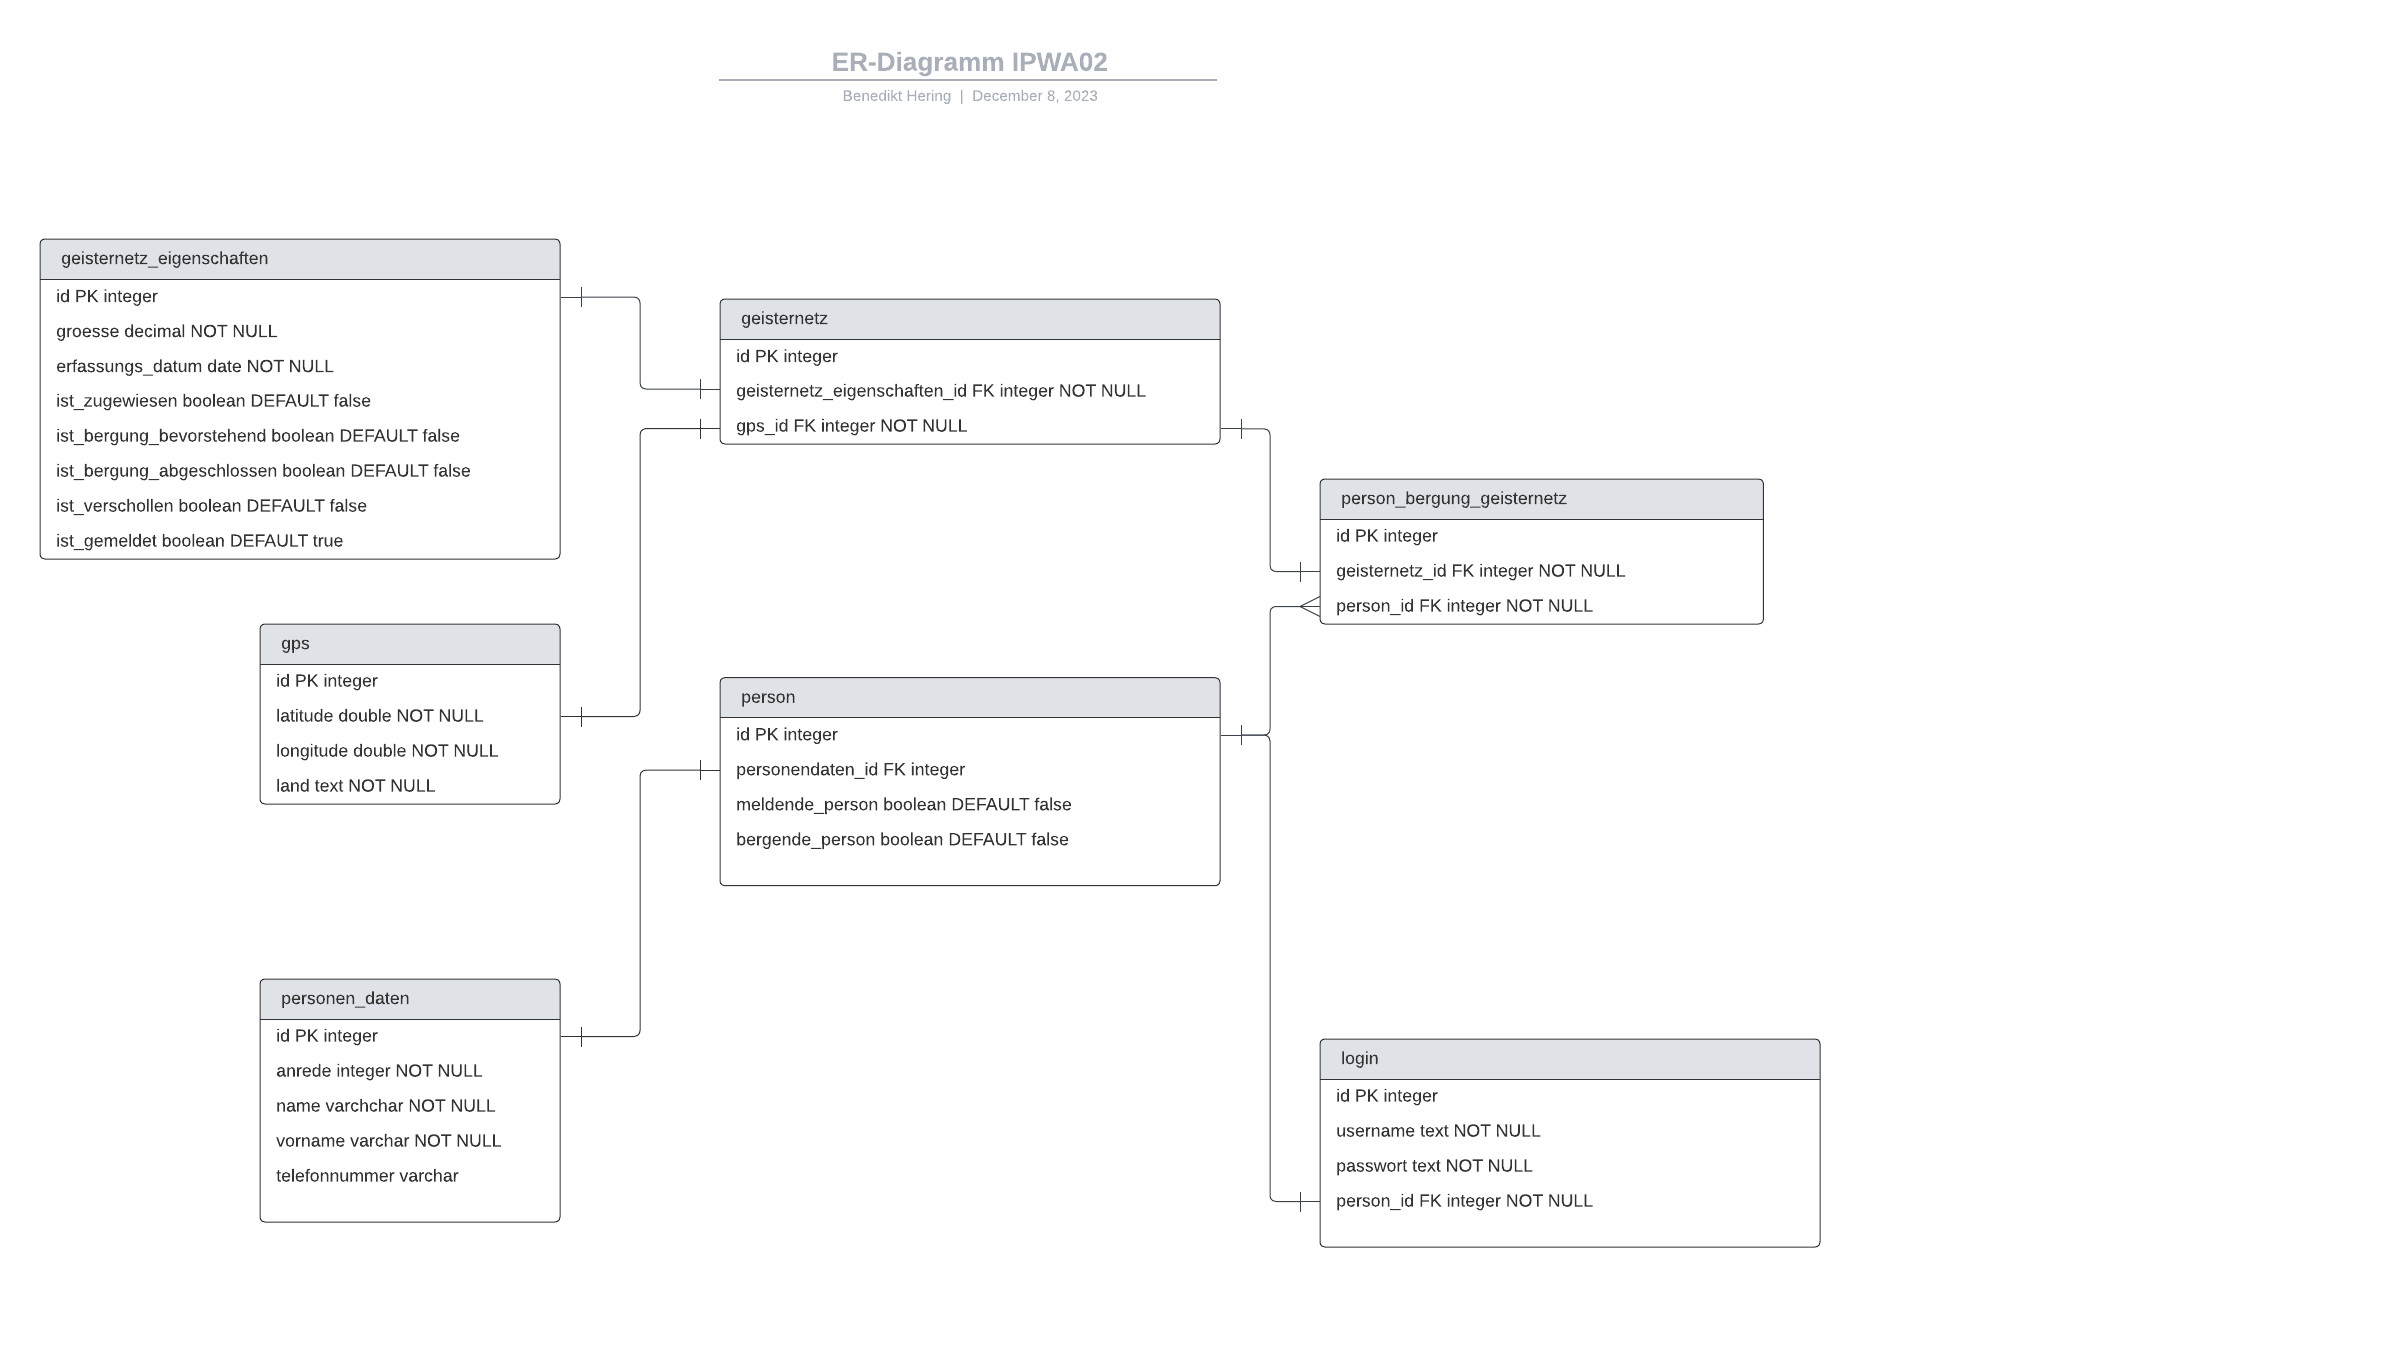 ER-Diagramm IPWA02
Benedikt Hering | December 8, 2023
geisternetz_eigenschaften
id PK integer
groesse decimal NOT NULL
erfassungs_datum date NOT NULL
ist_zugewiesen boolean DEFAULT false
ist_bergung_bevorstehend boolean DEFAULT false
ist_bergung_abgeschlossen boolean DEFAULT false
ist_verschollen boolean DEFAULT false
ist_gemeldet boolean DEFAULT true
geisternetz
id PK integer
geisternetz_eigenschaften_id FK integer NOT NULL
gps_id FK integer NOT NULL
person_bergung_geisternetz
id PK integer
geisternetz_id FK integer NOT NULL
person_id FK integer NOT NULL
gps
id PK integer
latitude double NOT NULL
longitude double NOT NULL
land text NOT NULL
person
id PK integer
personendaten_id FK integer
meldende_person boolean DEFAULT false
bergende_person boolean DEFAULT false
personen_daten
id PK integer
anrede integer NOT NULL
name varchchar NOT NULL
vorname varchar NOT NULL
telefonnummer varchar
login
id PK integer
username text NOT NULL
passwort text NOT NULL
person_id FK integer NOT NULL